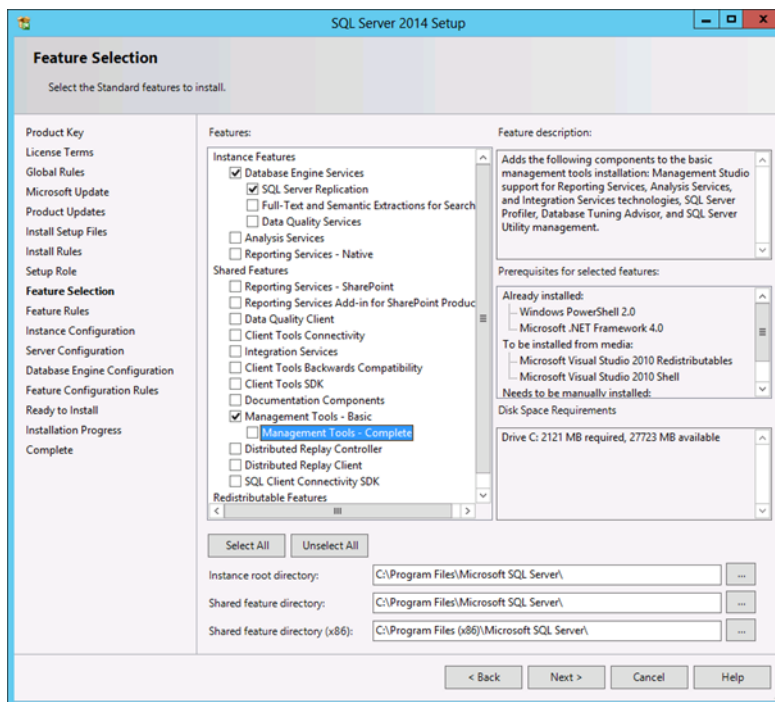 SQL Server 2014 Setup
Feature Selection
Select the Standard features to install.
Product Key
License Terms
Global Rules
Microsoft Update
Product Updates
Install Setup Files
Install Rules
Setup Role
Feature Selection
Feature Rules
Instance Configuration
Server Configuration
Database Engine Configuration
Feature Configuration Rules
Ready to Install
Installation Progress
Complete
Features:
Instance Features
Database Engine Services
SQL Server Replication
Full-Text and Semantic Extractions for Search
Data Quality Services
Analysis Services
Reporting Services - Native
Shared Features
Reporting Services - SharePoint
Reporting Services Add-in for SharePoint Produc
Data Quality Client
Client Tools Connectivity
Integration Services
Client Tools Backwards Compatibility
Client Tools SDK
Documentation Components
Management Tools - Basic
Management Tools - Complete
Distributed Replay Controller
Distributed Replay Client
SQL Client Connectivity SDK
Redistributable Features
Feature description:
Adds the following components to the basic
management tools installation: Management Studio
support for Reporting Services, Analysis Services,
and Integration Services technologies, SQL Server
Profiler, Database Tuning Advisor, and SQL Server
Utility management.
Prerequisites for selected features:
Already installed:
Windows PowerShell 2.0
Microsoft .NET Framework 4.0
To be installed from media:
Microsoft Visual Studio 2010 Redistributables
Microsoft Visual Studio 2010 Shell
Needs to be manually installed:
Disk Space Requirements
Drive C: 2121 MB required, 27723 MB available
Select All
Unselect All
Instance root directory:
C:\Program Files\Microsoft SQL Server\
...
Shared feature directory:
C:\Program Files\Microsoft SQL Server\
...
Shared feature directory (x86):
C:\Program Files (x86)\Microsoft SQL Server\
...
< Back
Next >
Cancel
Help